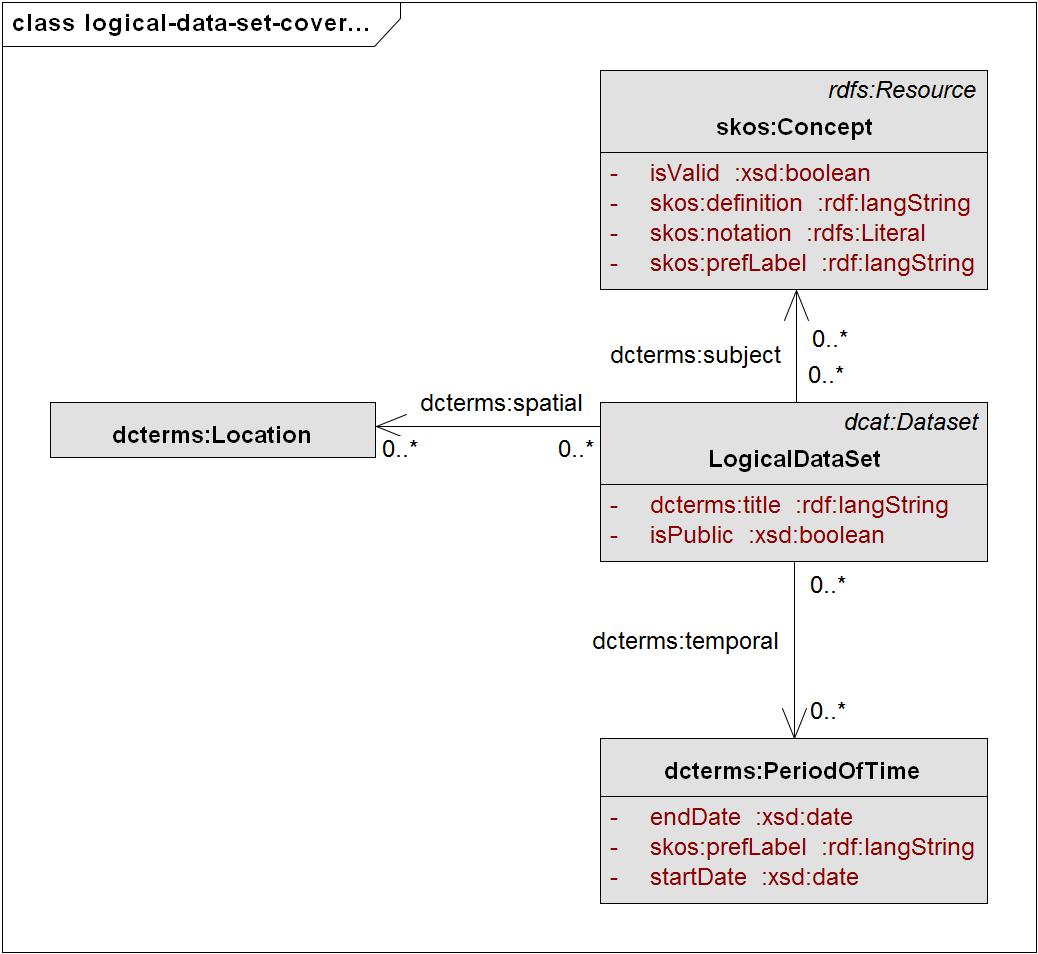 class logical-data-set-cover...
rdfs:Resource
skos:Concept
- isValid :xsd:boolean
- skos:definition :rdf:langString
- skos:notation :rdfs:Literal
- skos:prefLabel :rdf:langString
0..*
dcterms:subject
0..*
dcterms:spatial
dcterms:Location
0..*
0..*
dcat:Dataset
LogicalDataSet
- dcterms:title :rdf:langString
- isPublic :xsd:boolean
0..*
dcterms:temporal
0..*
dcterms:PeriodOfTime
- endDate :xsd:date
- skos:prefLabel :rdf:langString
- startDate :xsd:date